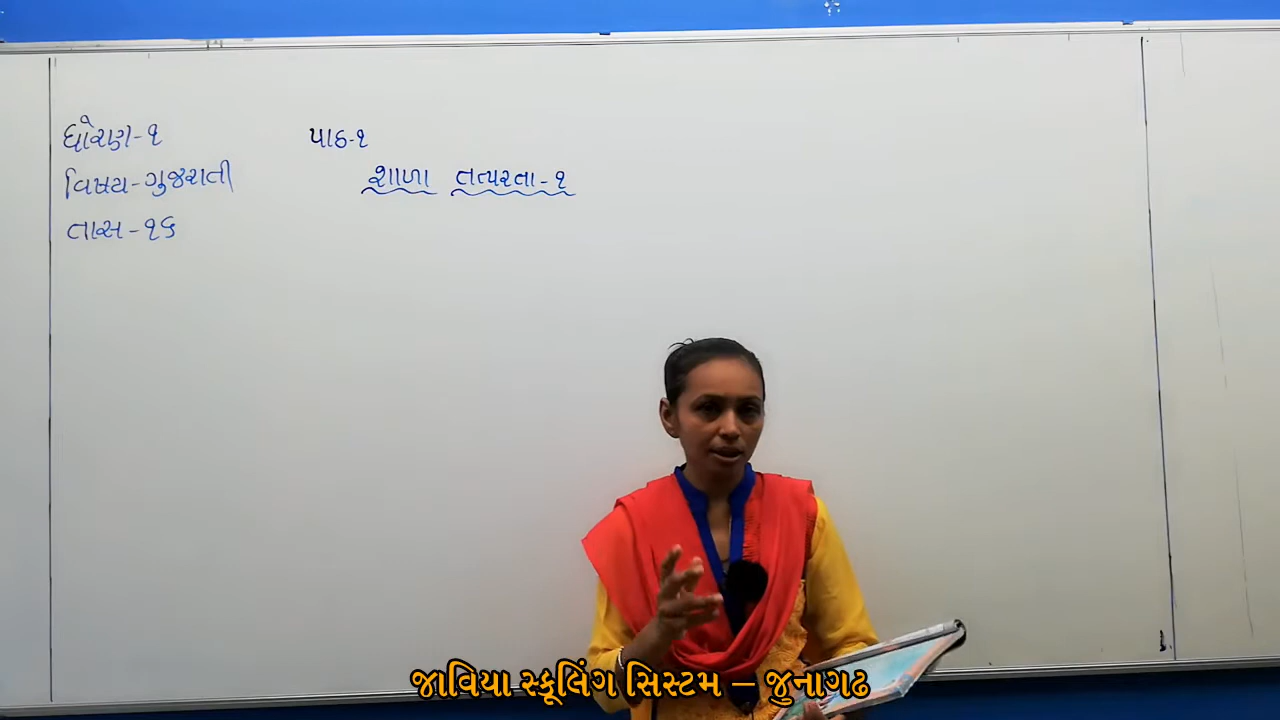 ધોરણ-૧
પાઠ-૧
વિષય-ગુજરાતી
શાળા તત્પરતા-૧
તાસ-૧૬
જાવિયા સ્કૂલિંગ સિસ્ટમ – જુનાગઢ